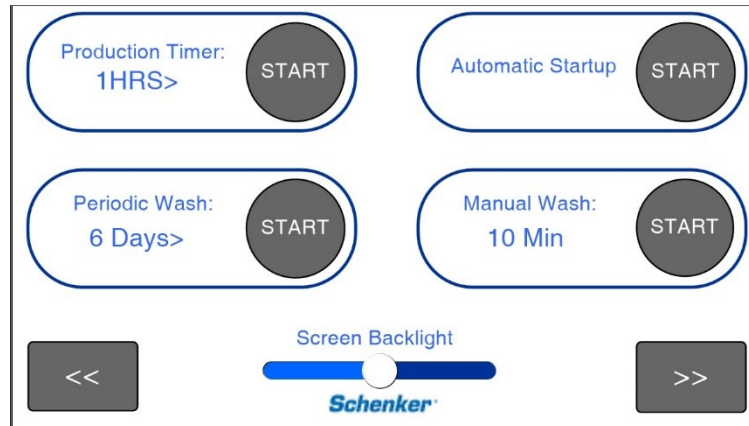 Production Timer:
1HRS>
START
Automatic Startup
START
Periodic Wash:
6 Days>
START
Manual Wash:
10 Min
START
Screen Backlight
<<
>>
Schenker